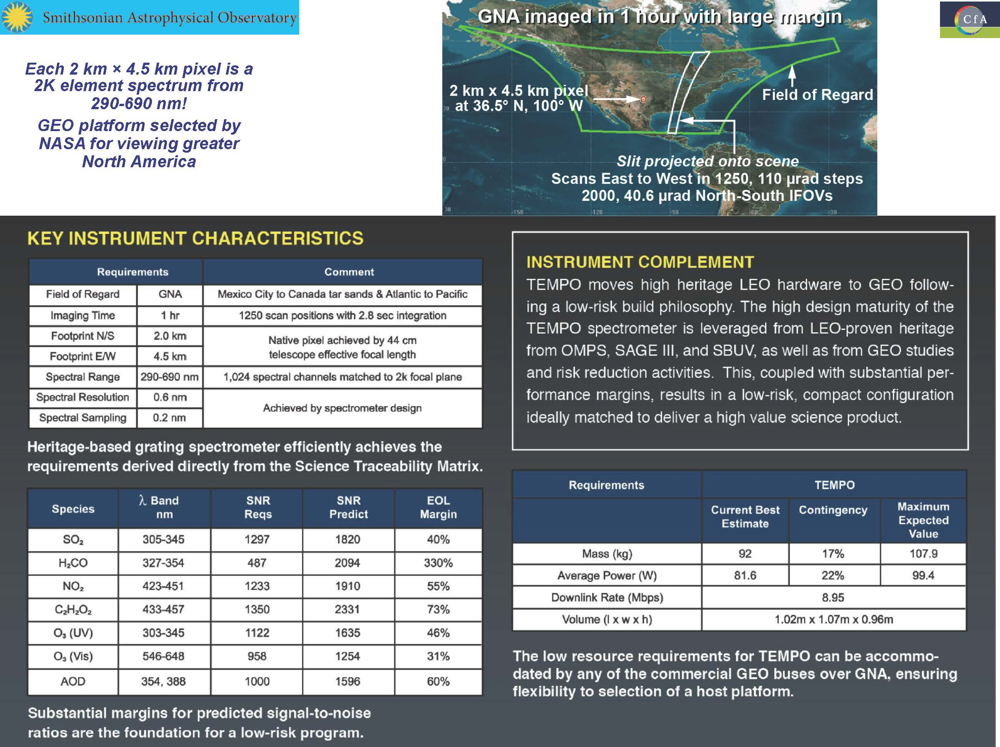 Smithsonian Astrophysical Observatory
CfA
Each 2 km × 4.5 km pixel is a
2K element spectrum from
290-690 nm!
GEO platform selected by
NASA for viewing greater
North America
GNA imaged in 1 hour with large margin
60
2 km x 4.5 km pixel
at 36.5° N, 100° W
30
Field of Regard
0
Slit projected onto scene
Scans East to West in 1250, 110 µrad steps
2000, 40.6 µrad North-South IFOVs
-30 -150 -120 -90 -60 -30
KEY INSTRUMENT CHARACTERISTICS
Requirements Comment
Field of Regard GNA Mexico City to Canada tar sands & Atlantic to Pacific
Imaging Time 1 hr 1250 scan positions with 2.8 sec integration
Footprint N/S 2.0 km Native pixel achieved by 44 cm
Footprint E/W 4.5 km telescope effective focal length
Spectral Range 290-690 nm 1,024 spectral channels matched to 2k focal plane
Spectral Resolution 0.6 nm Achieved by spectrometer design
Spectral Sampling 0.2 nm
Heritage-based grating spectrometer efficiently achieves the
requirements derived directly from the Science Traceability Matrix.
Species λ Band SNR SNR EOL
nm Reqs Predict Margin
SO₂ 305-345 1297 1820 40%
H₂CO 327-354 487 2094 330%
NO₂ 423-451 1233 1910 55%
C₂H₂O₂ 433-457 1350 2331 73%
O₃ (UV) 303-345 1122 1635 46%
O₃ (Vis) 546-648 958 1254 31%
AOD 354, 388 1000 1596 60%
Substantial margins for predicted signal-to-noise
ratios are the foundation for a low-risk program.
INSTRUMENT COMPLEMENT
TEMPO moves high heritage LEO hardware to GEO follow-
ing a low-risk build philosophy. The high design maturity of the
TEMPO spectrometer is leveraged from LEO-proven heritage
from OMPS, SAGE III, and SBUV, as well as from GEO studies
and risk reduction activities. This, coupled with substantial per-
formance margins, results in a low-risk, compact configuration
ideally matched to deliver a high value science product.
Requirements TEMPO
Current Best Contingency Maximum
Estimate Expected
Value
Mass (kg) 92 17% 107.9
Average Power (W) 81.6 22% 99.4
Downlink Rate (Mbps) 8.95
Volume (l x w x h) 1.02m x 1.07m x 0.96m
The low resource requirements for TEMPO can be accommo-
dated by any of the commercial GEO buses over GNA, ensuring
flexibility to selection of a host platform.